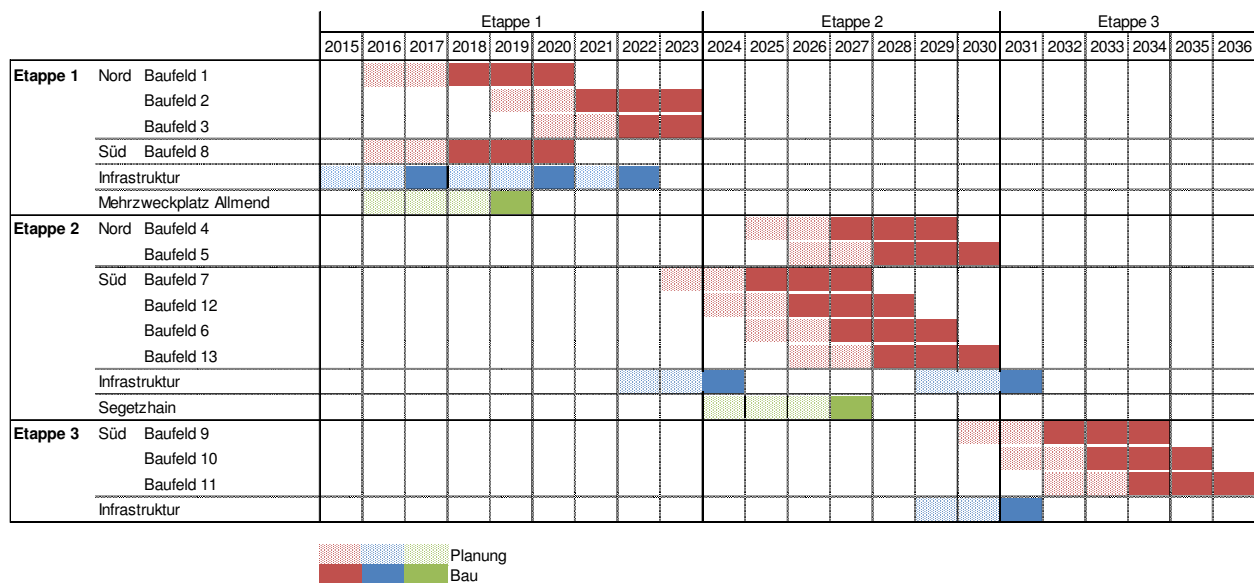 Etappe 1 Etappe 2 Etappe 3
2015 2016 2017 2018 2019 2020 2021 2022 2023 2024 2025 2026 2027 2028 2029 2030 2031 2032 2033 2034 2035 2036
Etappe 1 Nord Baufeld 1
Baufeld 2
Baufeld 3
Süd Baufeld 8
Infrastruktur
Mehrzweckplatz Allmend
Etappe 2 Nord Baufeld 4
Baufeld 5
Süd Baufeld 7
Baufeld 12
Baufeld 6
Baufeld 13
Infrastruktur
Segetzhain
Etappe 3 Süd Baufeld 9
Baufeld 10
Baufeld 11
Infrastruktur
Planung
Bau